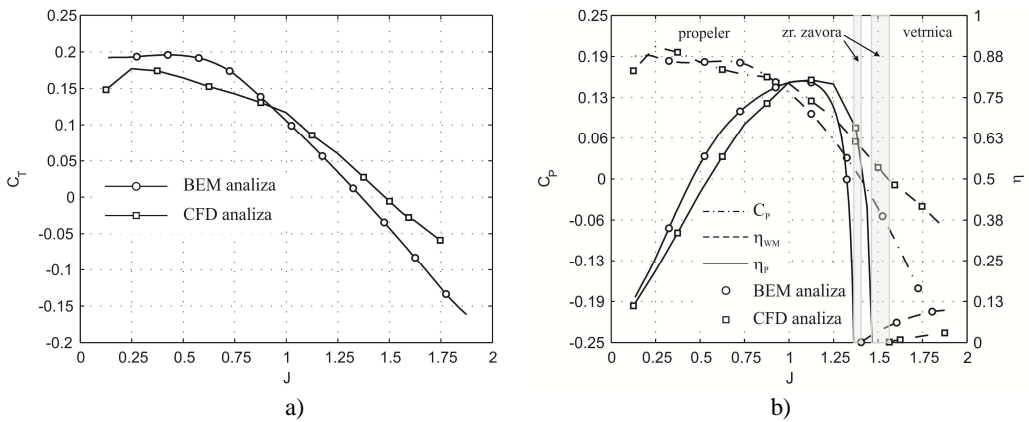 0.25
0.2
0.15
0.1
0.05
0
-0.05
-0.1
-0.15
-0.2
C_T
0 0.25 0.5 0.75 1 1.25 1.5 1.75 2
J
BEM analiza
CFD analiza
a)
0.25
0.19
0.13
0.06
0
-0.06
-0.13
-0.19
-0.25
C_P
propeler zr. zavora vetrnica
C_P
η_WM
η_P
BEM analiza
CFD analiza
0 0.25 0.5 0.75 1 1.25 1.5 1.75 2
J
1
0.88
0.75
0.63
0.5
0.38
0.25
0.13
0
η
b)